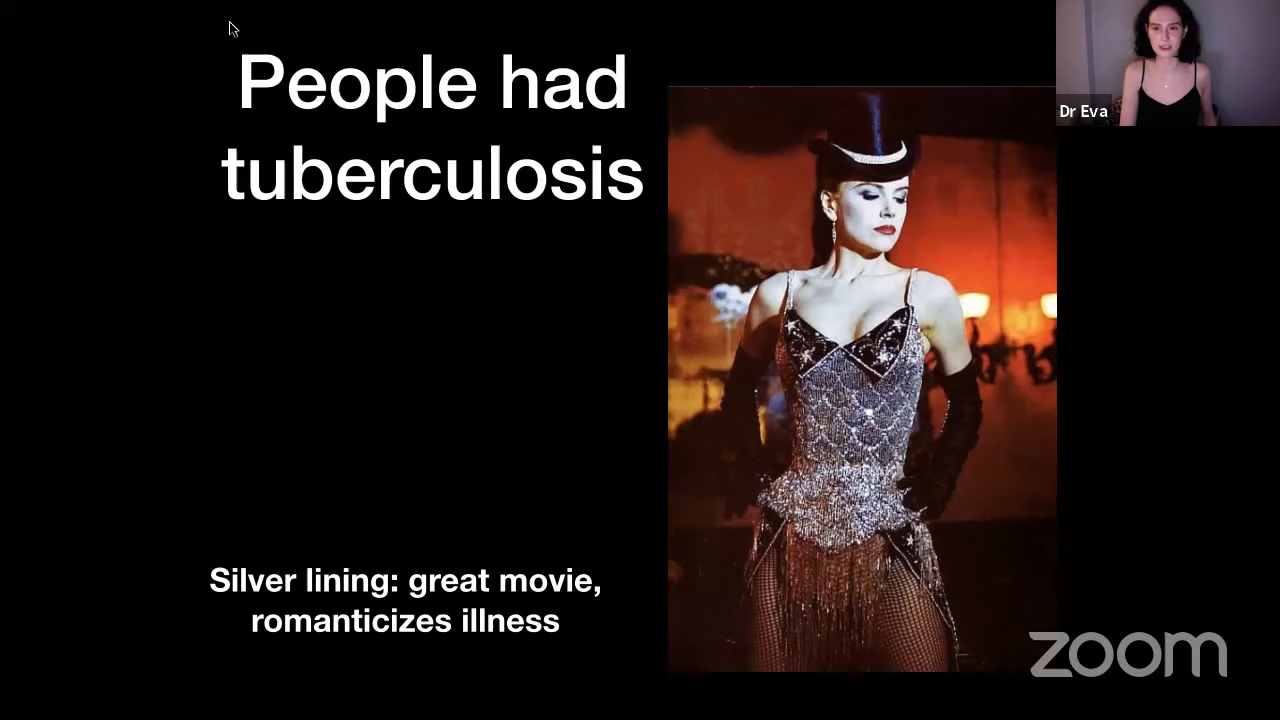 People had
tuberculosis
Dr Eva
Silver lining: great movie,
romanticizes illness
zoom